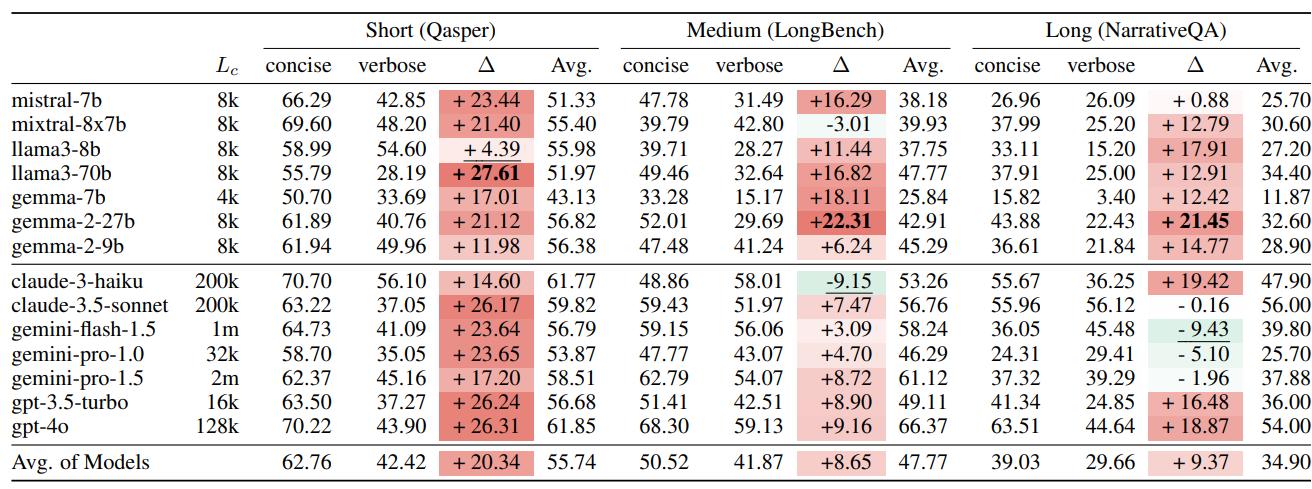 Short (Qasper) Medium (LongBench) Long (NarrativeQA)
L_c concise verbose Δ Avg. concise verbose Δ Avg. concise verbose Δ Avg.
mistral-7b 8k 66.29 42.85 + 23.44 51.33 47.78 31.49 +16.29 38.18 26.96 26.09 + 0.88 25.70
mixtral-8x7b 8k 69.60 48.20 + 21.40 55.40 39.79 42.80 -3.01 39.93 37.99 25.20 + 12.79 30.60
llama3-8b 8k 58.99 54.60 + 4.39 55.98 39.71 28.27 +11.44 37.75 33.11 15.20 + 17.91 27.20
llama3-70b 8k 55.79 28.19 + 27.61 51.97 49.46 32.64 +16.82 47.77 37.91 25.00 + 12.91 34.40
gemma-7b 4k 50.70 33.69 + 17.01 43.13 33.28 15.17 +18.11 25.84 15.82 3.40 + 12.42 11.87
gemma-2-27b 8k 61.89 40.76 + 21.12 56.82 52.01 29.69 +22.31 42.91 43.88 22.43 + 21.45 32.60
gemma-2-9b 8k 61.94 49.96 + 11.98 56.38 47.48 41.24 +6.24 45.29 36.61 21.84 + 14.77 28.90
claude-3-haiku 200k 70.70 56.10 + 14.60 61.77 48.86 58.01 -9.15 53.26 55.67 36.25 + 19.42 47.90
claude-3.5-sonnet 200k 63.22 37.05 + 26.17 59.82 59.43 51.97 +7.47 56.76 55.96 56.12 - 0.16 56.00
gemini-flash-1.5 1m 64.73 41.09 + 23.64 56.79 59.15 56.06 +3.09 58.24 36.05 45.48 - 9.43 39.80
gemini-pro-1.0 32k 58.70 35.05 + 23.65 53.87 47.77 43.07 +4.70 46.29 24.31 29.41 - 5.10 25.70
gemini-pro-1.5 2m 62.37 45.16 + 17.20 58.51 62.79 54.07 +8.72 61.12 37.32 39.29 - 1.96 37.88
gpt-3.5-turbo 16k 63.50 37.27 + 26.24 56.68 51.41 42.51 +8.90 49.11 41.34 24.85 + 16.48 36.00
gpt-4o 128k 70.22 43.90 + 26.31 61.85 68.30 59.13 +9.16 66.37 63.51 44.64 + 18.87 54.00
Avg. of Models 62.76 42.42 + 20.34 55.74 50.52 41.87 +8.65 47.77 39.03 29.66 + 9.37 34.90